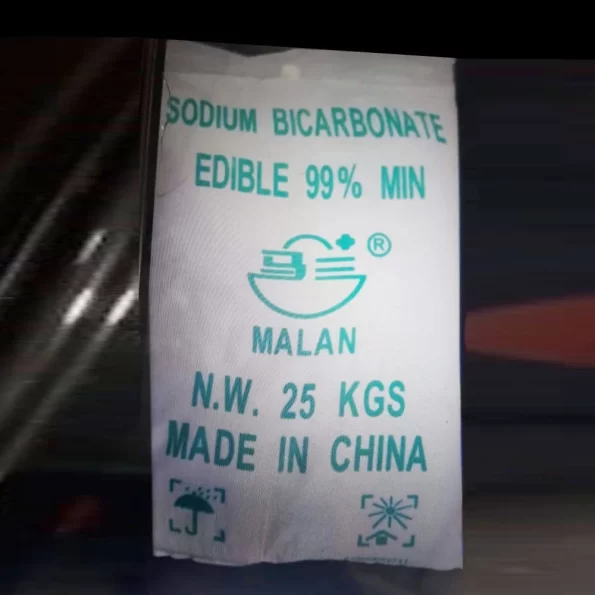 SODIUM BICARBONATE
EDIBLE 99% MIN
®
MALAN
N.W. 25 KGS
MADE IN CHINA